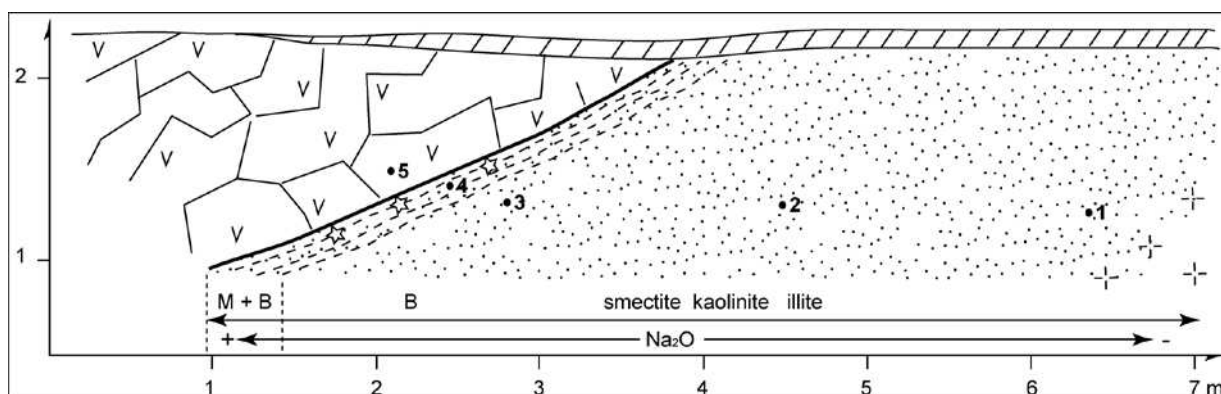 V V
V V V
2
V V
5
4 3 2 1
V V
1
M + B B smectite kaolinite illite
+ Na₂O -
1 2 3 4 5 6 7 m